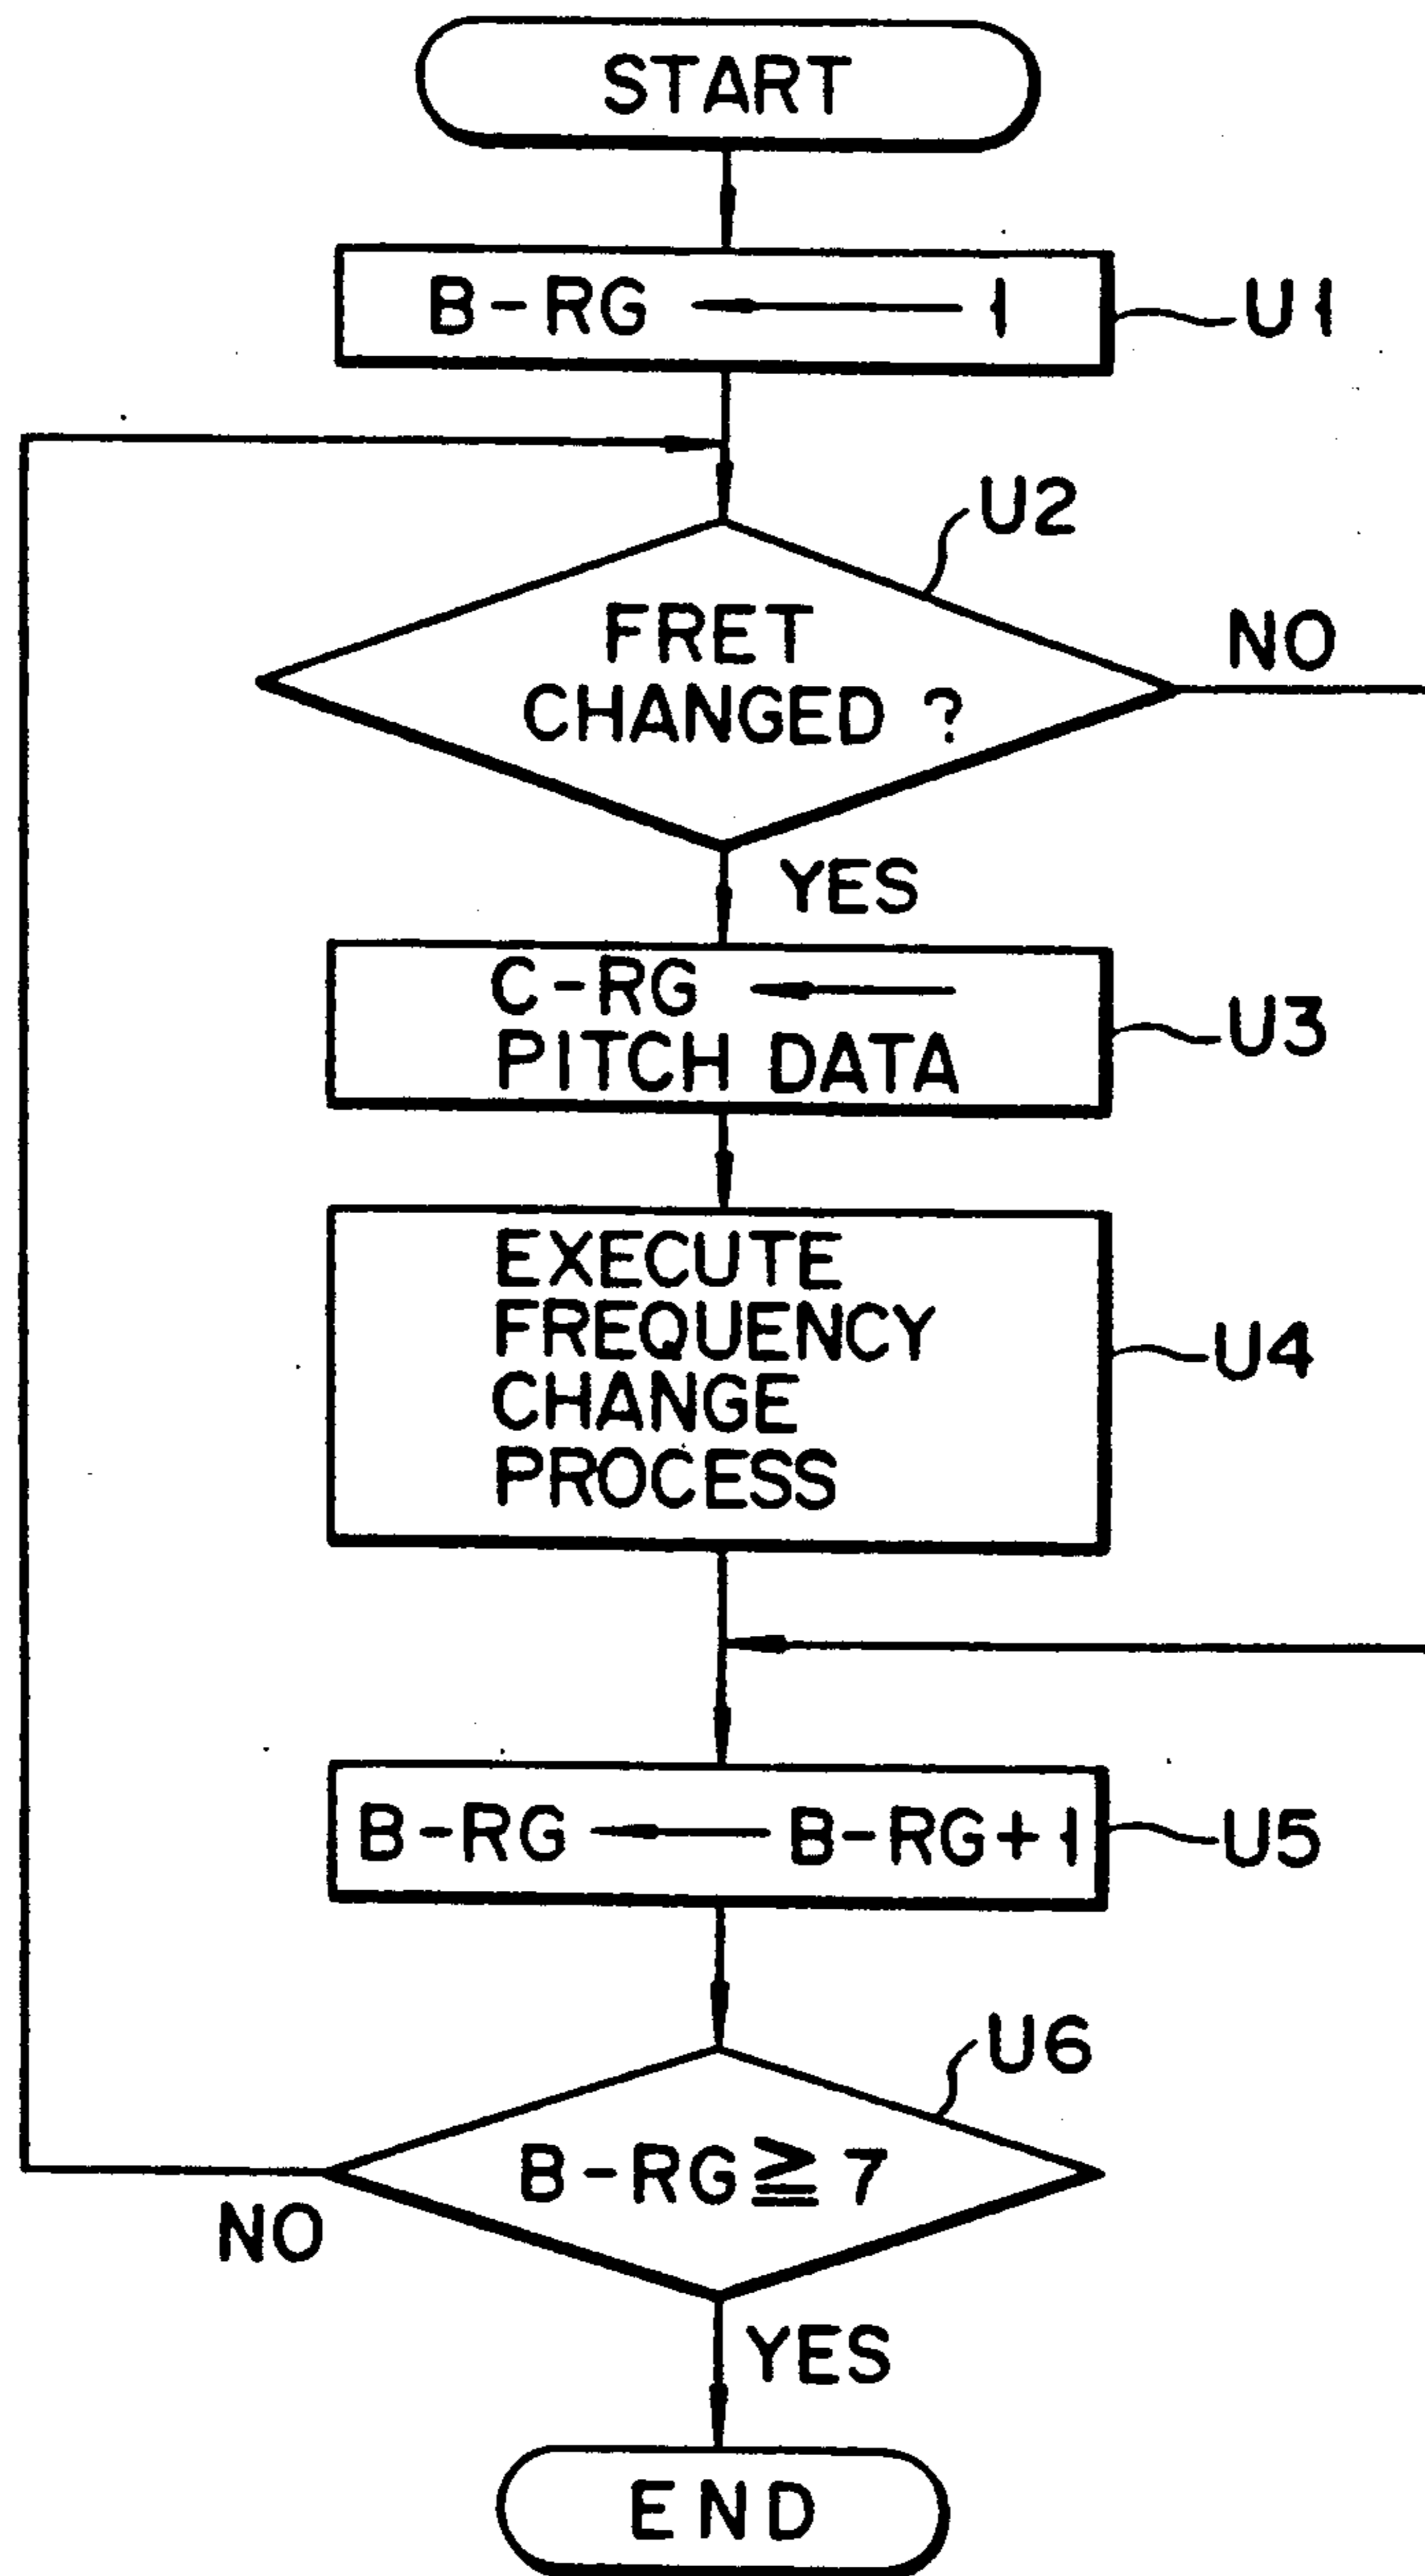 START
B-RG ← 1
U1
U2
FRET
CHANGED ?
NO
YES
C-RG ←
PITCH DATA
U3
EXECUTE
FREQUENCY
CHANGE
PROCESS
U4
B-RG ← B-RG+1
U5
U6
B-RG ≧ 7
NO
YES
END